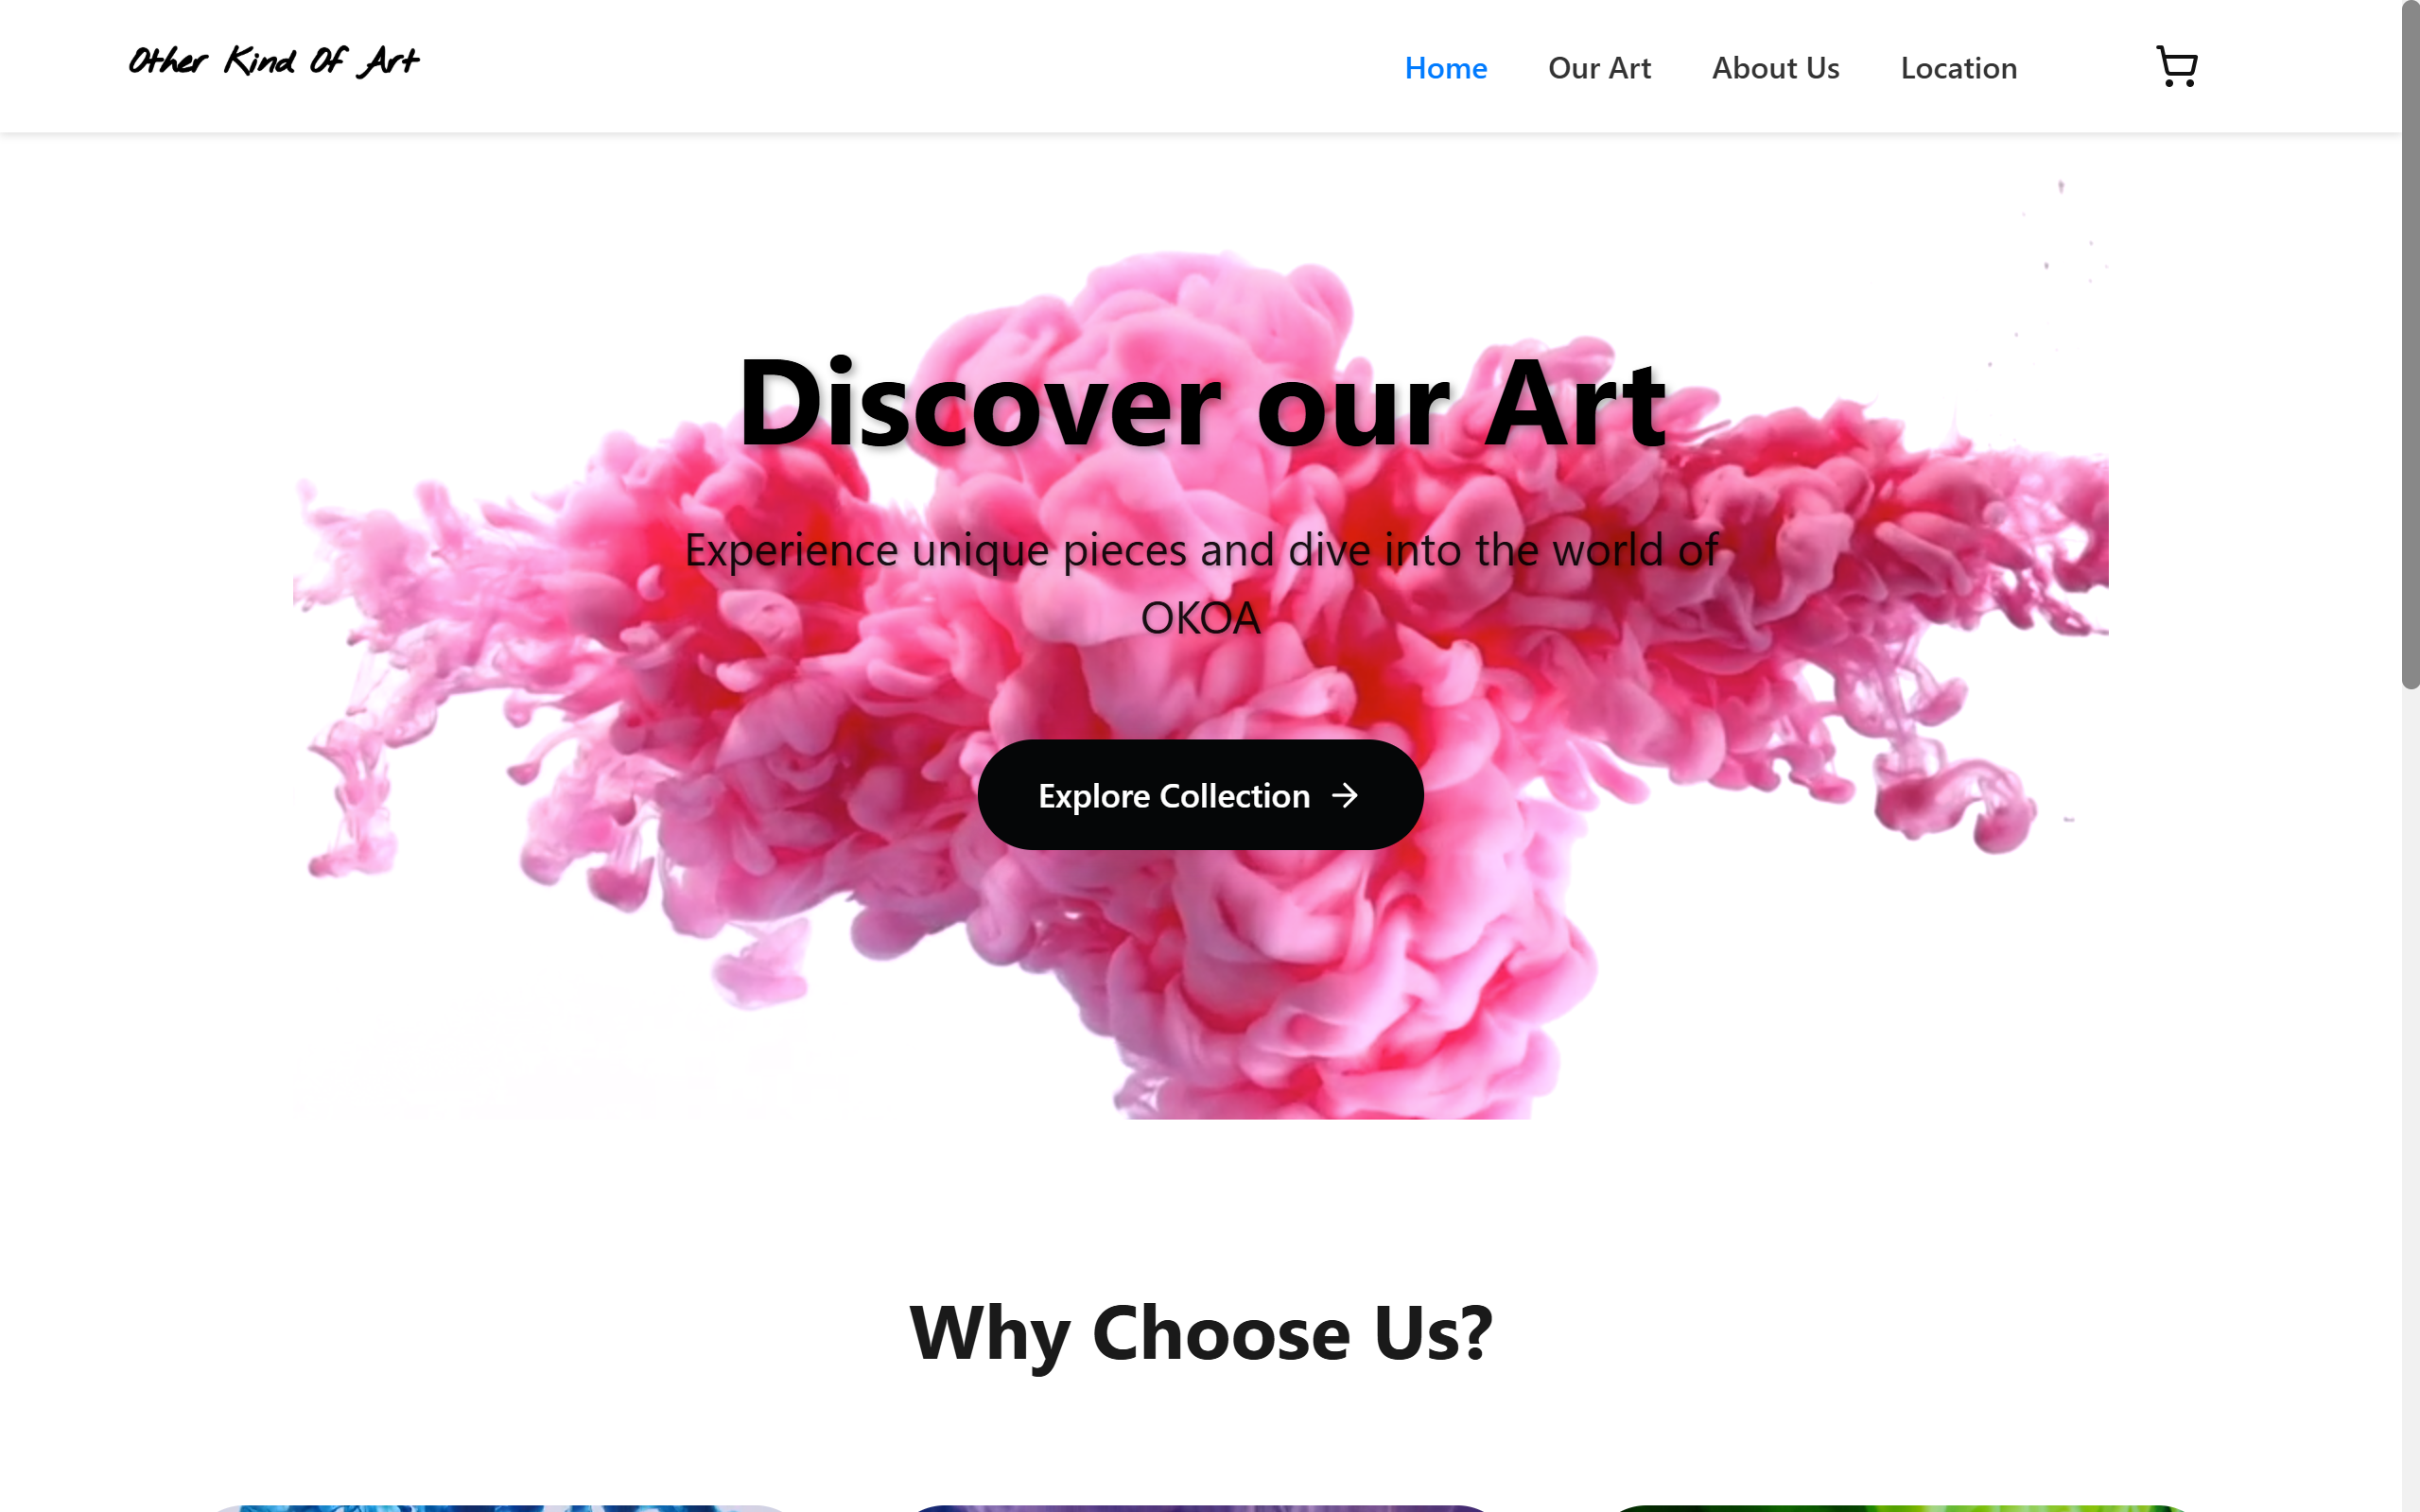 Other Kind Of Art
Home Our Art About Us Location
Discover our Art
Experience unique pieces and dive into the world of
OKOA
Explore Collection →
Why Choose Us?